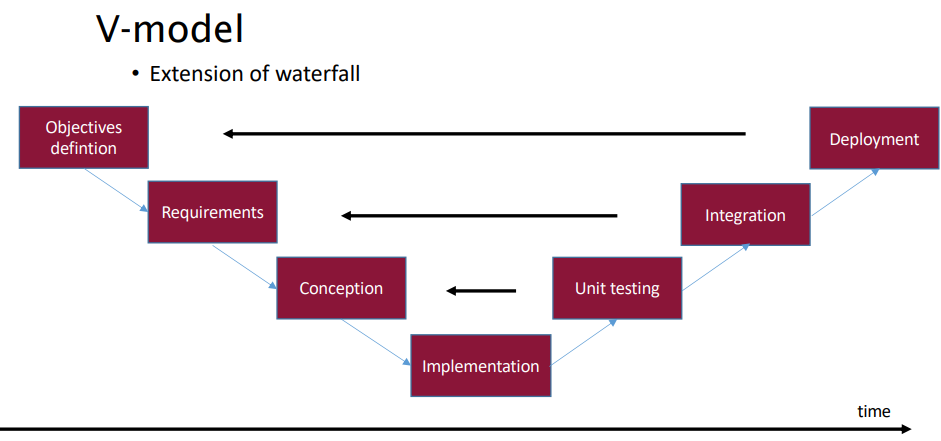 V-model
• Extension of waterfall
Objectives
defintion
Deployment
Requirements
Integration
Conception
Unit testing
Implementation
time